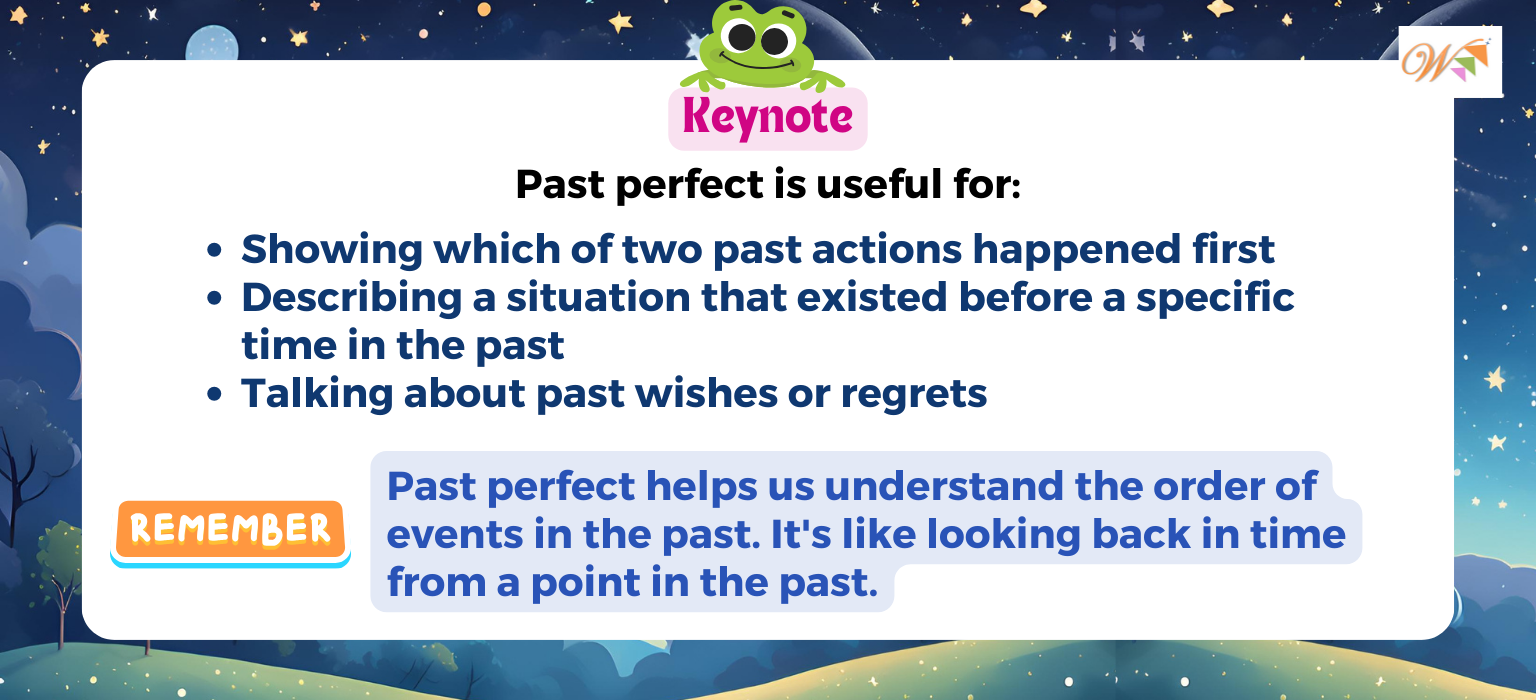 W
Keynote
Past perfect is useful for:
• Showing which of two past actions happened first
• Describing a situation that existed before a specific
time in the past
• Talking about past wishes or regrets
REMEMBER
Past perfect helps us understand the order of
events in the past. It's like looking back in time
from a point in the past.